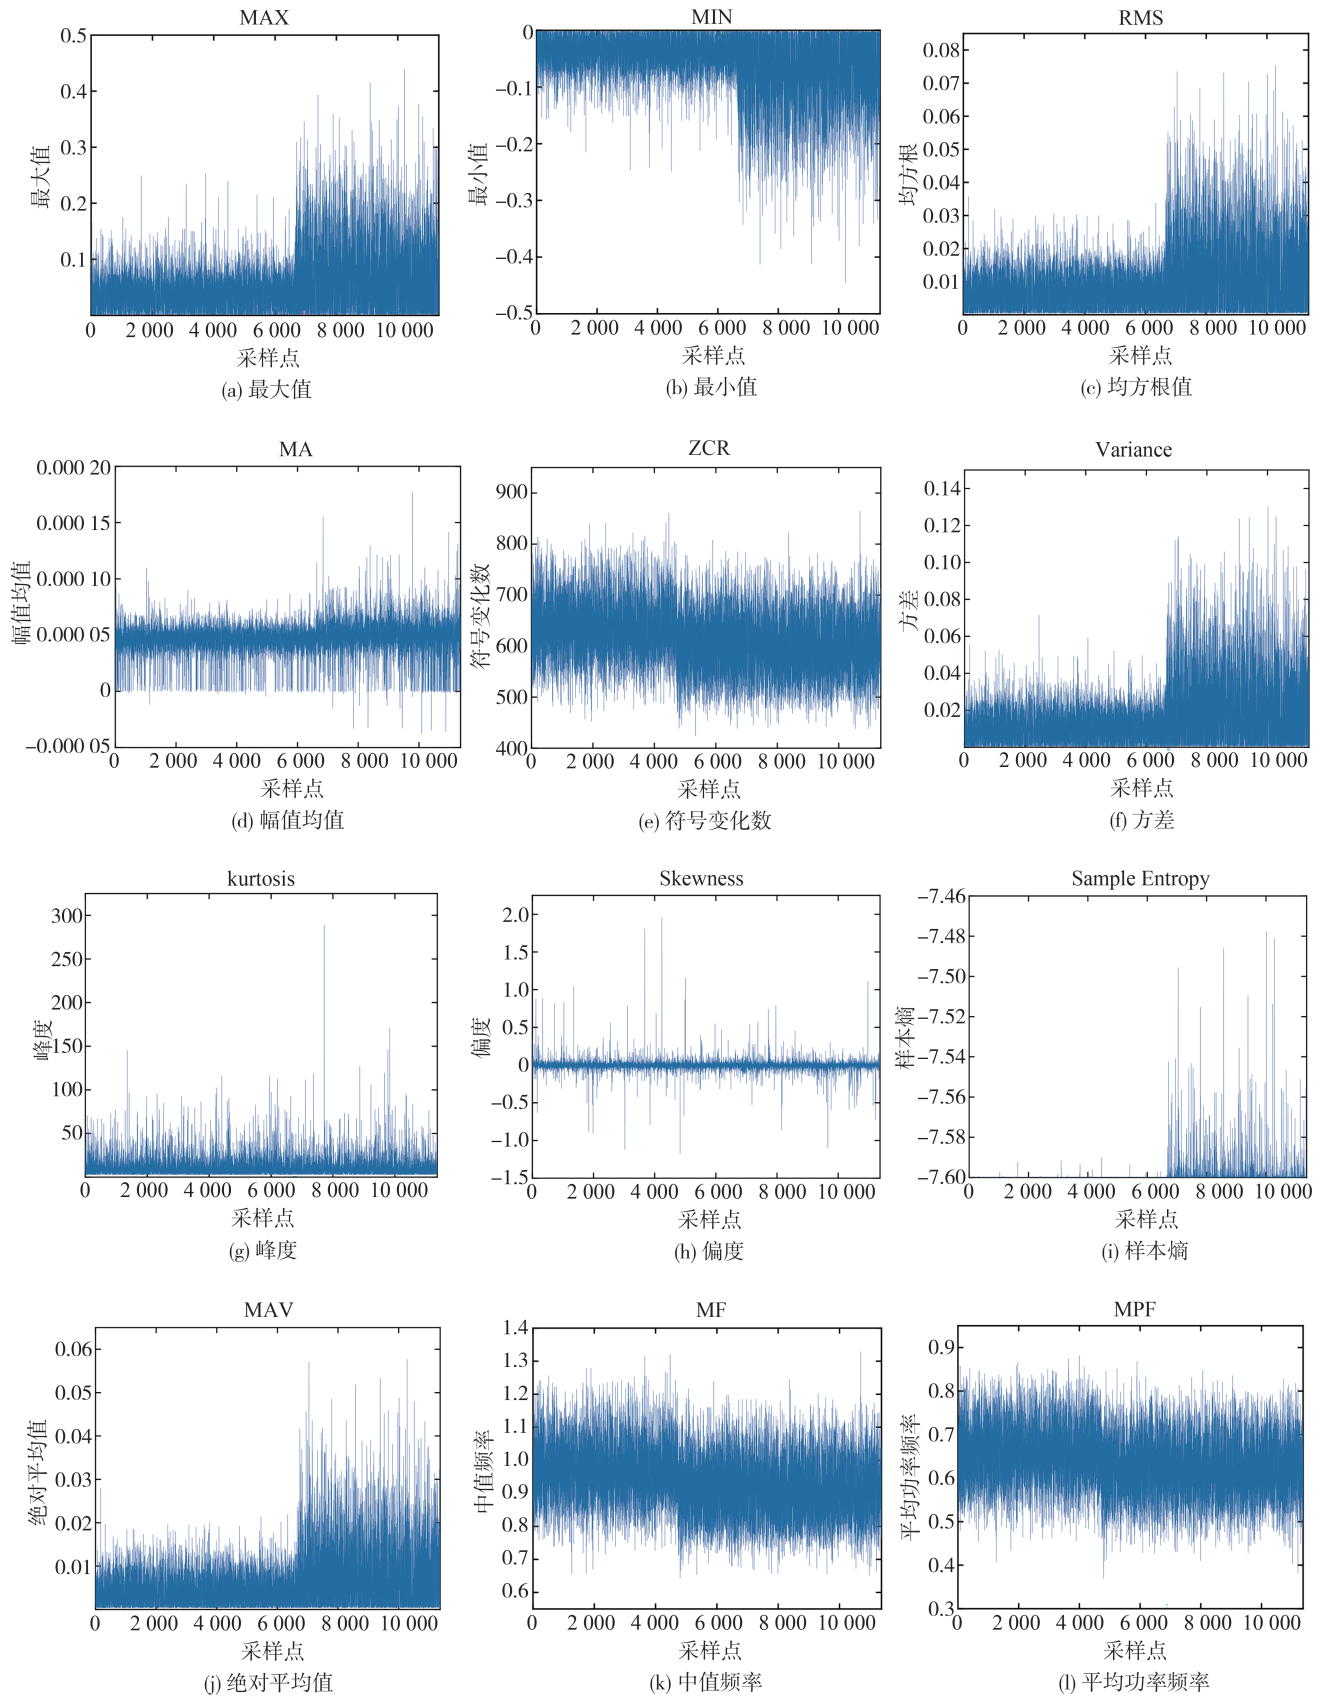 MAX
0.5
0.4
0.3
0.2
0.1
最大值
0 2 000 4 000 6 000 8 000 10 000
采样点
(a) 最大值
MIN
0
−0.1
−0.2
−0.3
−0.4
−0.5
最小值
0 2 000 4 000 6 000 8 000 10 000
采样点
(b) 最小值
RMS
0.08
0.07
0.06
0.05
0.04
0.03
0.02
0.01
均方根
0 2 000 4 000 6 000 8 000 10 000
采样点
(c) 均方根值
MA
0.000 20
0.000 15
0.000 10
0.000 05
0
−0.000 05
幅值均值
0 2 000 4 000 6 000 8 000 10 000
采样点
(d) 幅值均值
ZCR
900
800
700
600
500
400
符号变化数
0 2 000 4 000 6 000 8 000 10 000
采样点
(e) 符号变化数
Variance
0.14
0.12
0.10
0.08
0.06
0.04
0.02
方差
0 2 000 4 000 6 000 8 000 10 000
采样点
(f) 方差
kurtosis
300
250
200
150
100
50
峰度
0 2 000 4 000 6 000 8 000 10 000
采样点
(g) 峰度
Skewness
2.0
1.5
1.0
0.5
0
−0.5
−1.0
−1.5
偏度
0 2 000 4 000 6 000 8 000 10 000
采样点
(h) 偏度
Sample Entropy
−7.46
−7.48
−7.50
−7.52
−7.54
−7.56
−7.58
−7.60
样本熵
0 2 000 4 000 6 000 8 000 10 000
采样点
(i) 样本熵
MAV
0.06
0.05
0.04
0.03
0.02
0.01
绝对平均值
0 2 000 4 000 6 000 8 000 10 000
采样点
(j) 绝对平均值
MF
1.4
1.3
1.2
1.1
1.0
0.9
0.8
0.7
0.6
中值频率
0 2 000 4 000 6 000 8 000 10 000
采样点
(k) 中值频率
MPF
0.9
0.8
0.7
0.6
0.5
0.4
0.3
平均功率频率
0 2 000 4 000 6 000 8 000 10 000
采样点
(l) 平均功率频率